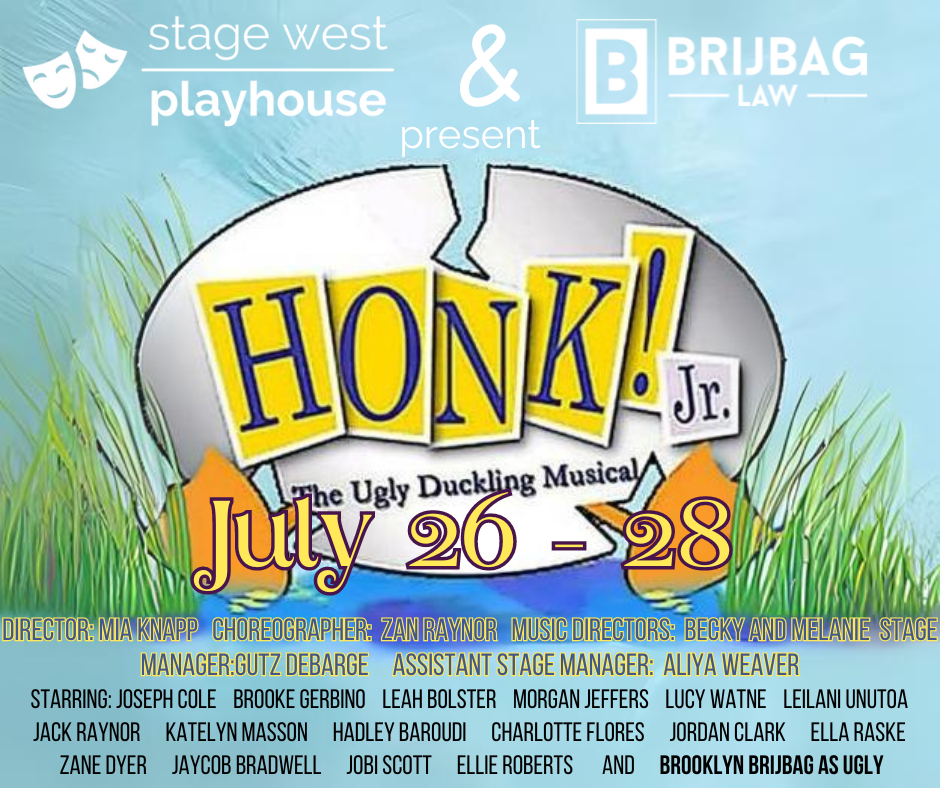 stage west
playhouse
&
present
B BRIJBAG
LAW
HONK!
Jr.
The Ugly Duckling Musical
July 26 - 28
DIRECTOR: MIA KNAPP CHOREOGRAPHER: ZAN RAYNOR MUSIC DIRECTORS: BECKY AND MELANIE STAGE
MANAGER:GUTZ DEBARGE ASSISTANT STAGE MANAGER: ALIYA WEAVER
STARRING: JOSEPH COLE BROOKE GERBINO LEAH BOLSTER MORGAN JEFFERS LUCY WATNE LEILANI UNUTOA
JACK RAYNOR KATELYN MASSON HADLEY BAROUDI CHARLOTTE FLORES JORDAN CLARK ELLA RASKE
ZANE DYER JAYCOB BRADWELL JOBI SCOTT ELLIE ROBERTS AND BROOKLYN BRIJBAG AS UGLY